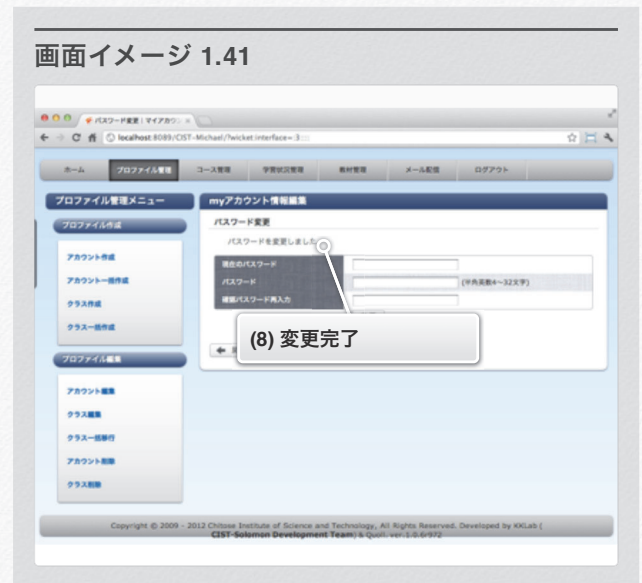 画面イメージ 1.41
パスワード変更 | マイアカウ
localhost:8089/CIST-Michael/?wicket:interface=:3::::
ホーム プロファイル管理 コース管理 学習状況管理 教材管理 メール配信 ログアウト
プロファイル管理メニュー
プロファイル作成
アカウント作成
アカウント一括作成
クラス作成
クラス一括作成
プロファイル編集
アカウント編集
クラス編集
クラス一括移行
アカウント削除
クラス削除
myアカウント情報編集
パスワード変更
パスワードを変更しました
現在のパスワード
パスワード (半角英数4〜32文字)
確認パスワード再入力
(8) 変更完了
Copyright © 2009 - 2012 Chitose Institute of Science and Technology, All Rights Reserved. Developed by KKLab (
CIST-Solomon Development Team) & Quoll. ver.1.0.6r972